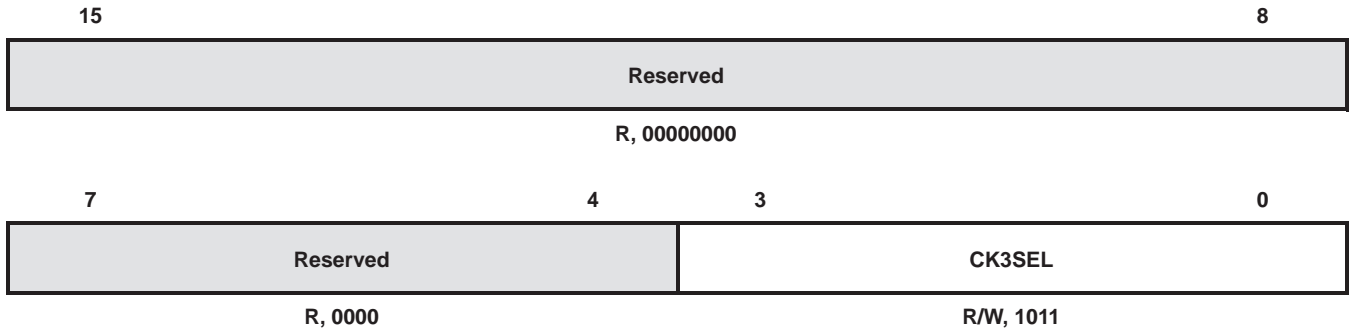 15 8
Reserved
R, 00000000
7 4 3 0
Reserved CK3SEL
R, 0000 R/W, 1011